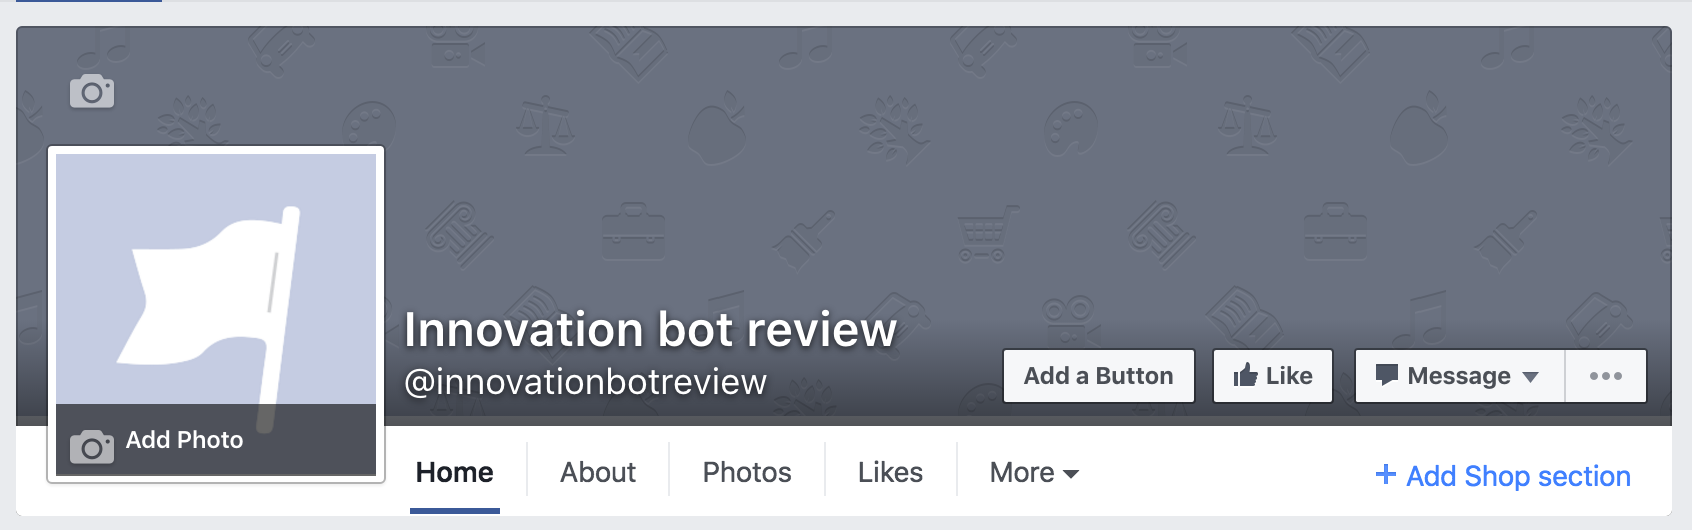 Innovation bot review
@innovationbotreview
Add a Button
Like
Message
Add Photo
Home
About
Photos
Likes
More
+ Add Shop section